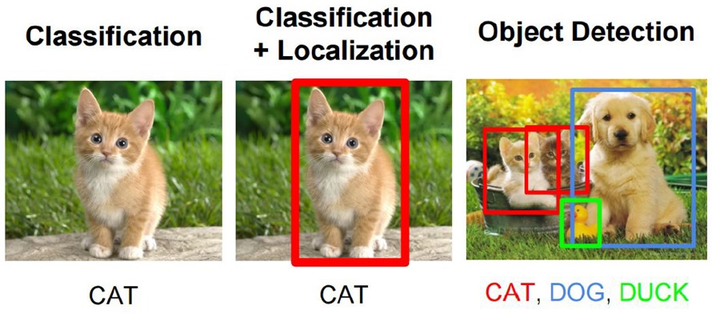 Classification
Classification
+ Localization
Object Detection
CAT
CAT
CAT, DOG, DUCK